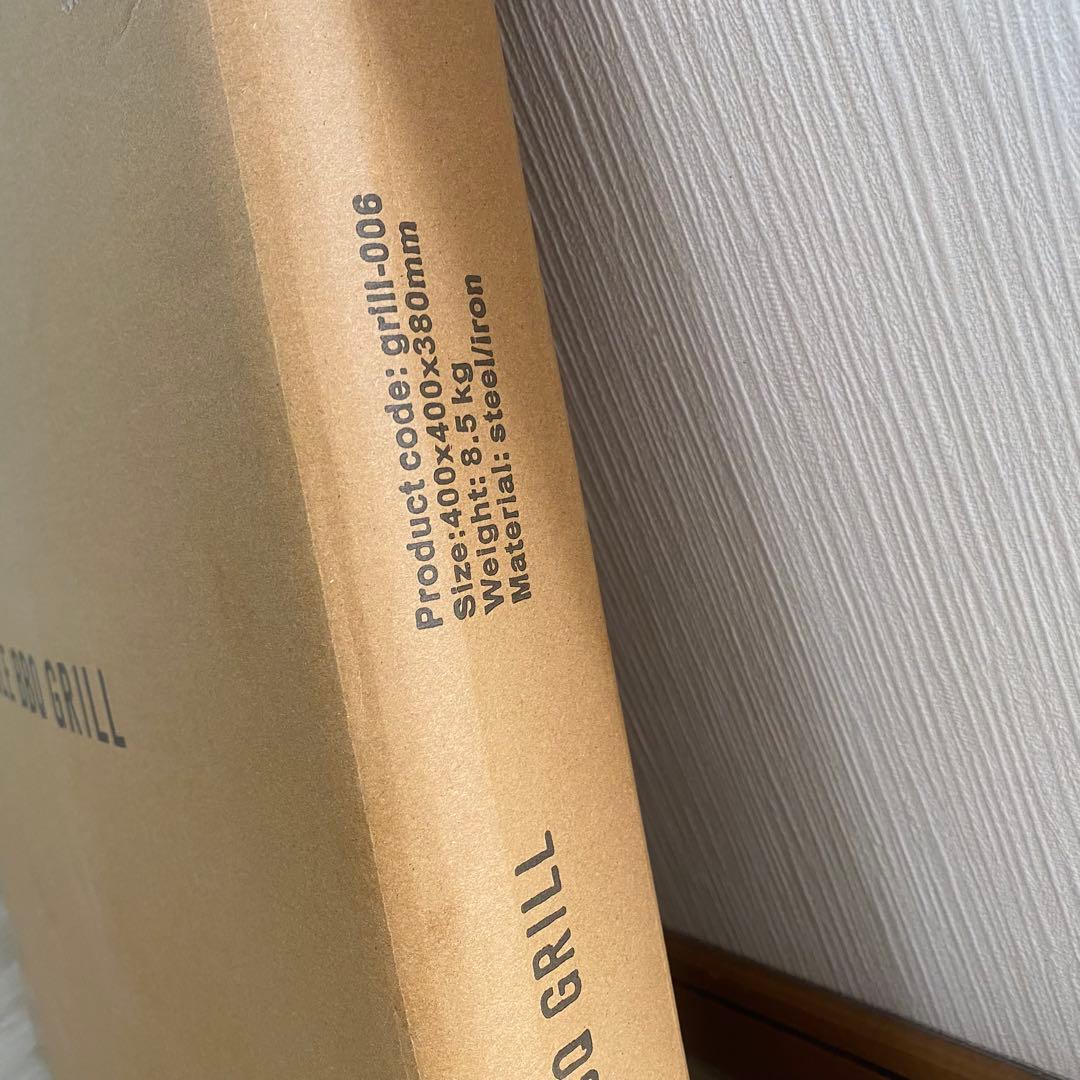 Product code: grill-006
Size:400x400x380mm
Weight: 8.5 kg
Material: steel/iron
BBQ GRILL
GRILL